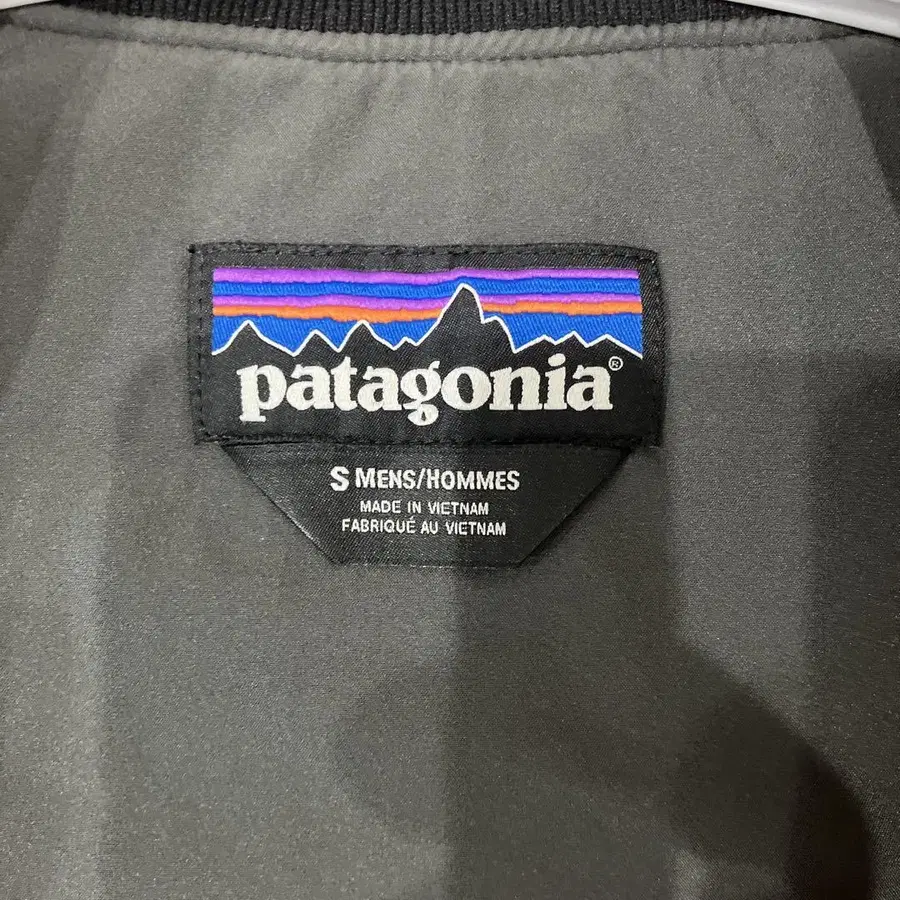 patagonia®
S MENS/HOMMES
MADE IN VIETNAM
FABRIQUÉ AU VIETNAM